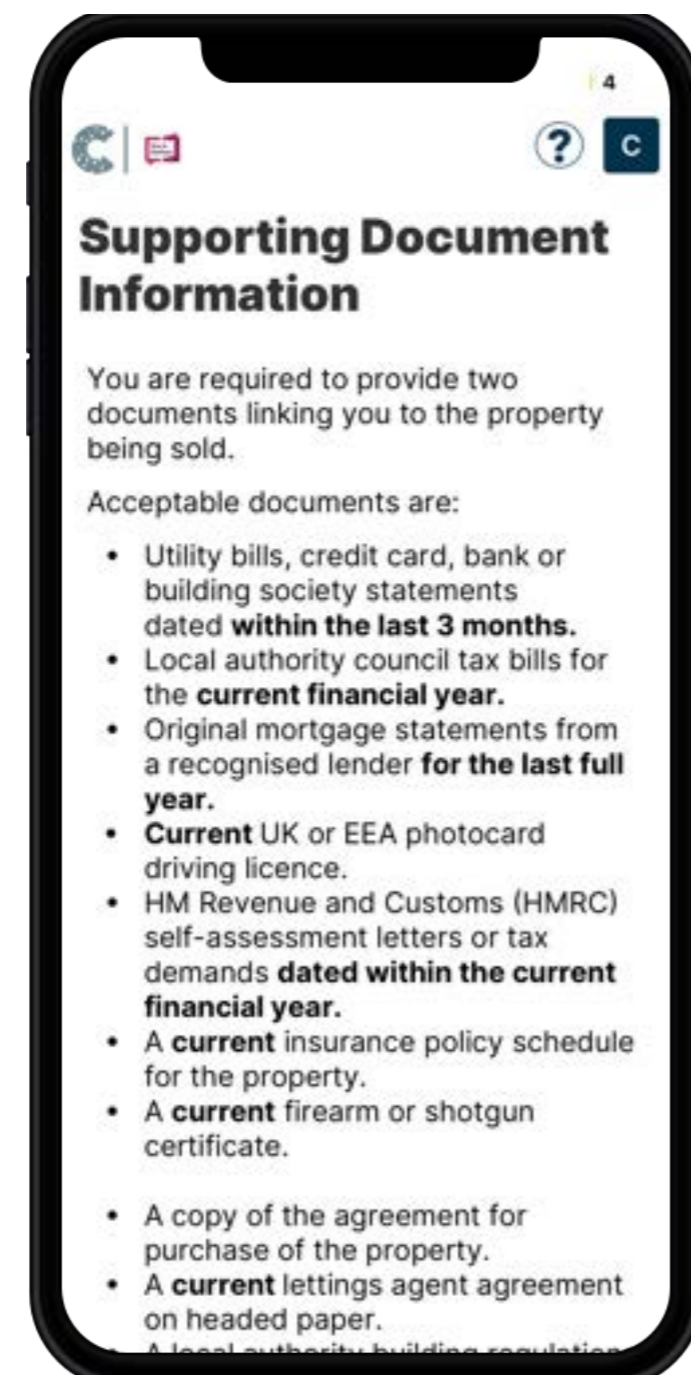 4
C
? C
Supporting Document
Information
You are required to provide two
documents linking you to the property
being sold.
Acceptable documents are:
• Utility bills, credit card, bank or
building society statements
dated within the last 3 months.
• Local authority council tax bills for
the current financial year.
• Original mortgage statements from
a recognised lender for the last full
year.
• Current UK or EEA photocard
driving licence.
• HM Revenue and Customs (HMRC)
self-assessment letters or tax
demands dated within the current
financial year.
• A current insurance policy schedule
for the property.
• A current firearm or shotgun
certificate.
• A copy of the agreement for
purchase of the property.
• A current lettings agent agreement
on headed paper.
• A local authority building regulation